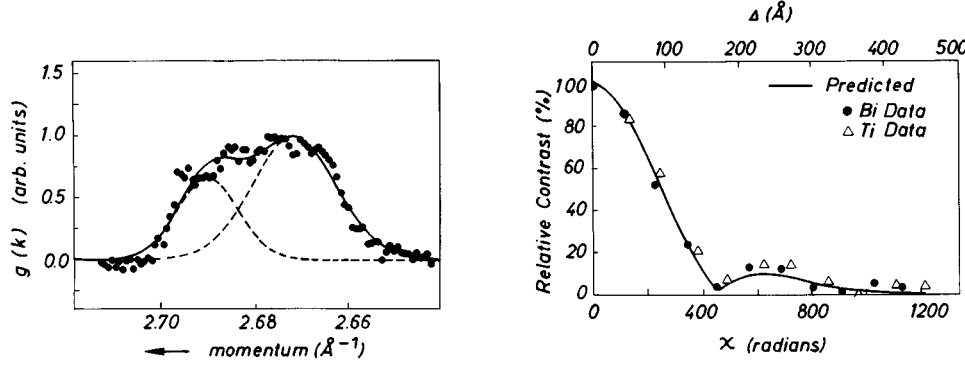 1.5
1.0
0.5
0.0
g(k) (arb. units)
2.70 2.68 2.66
momentum (Å⁻¹)
Δ (Å)
0 100 200 300 400 500
100
80
60
40
20
0
Relative Contrast (%)
Predicted
Bi Data
Ti Data
0 400 800 1200
χ (radians)